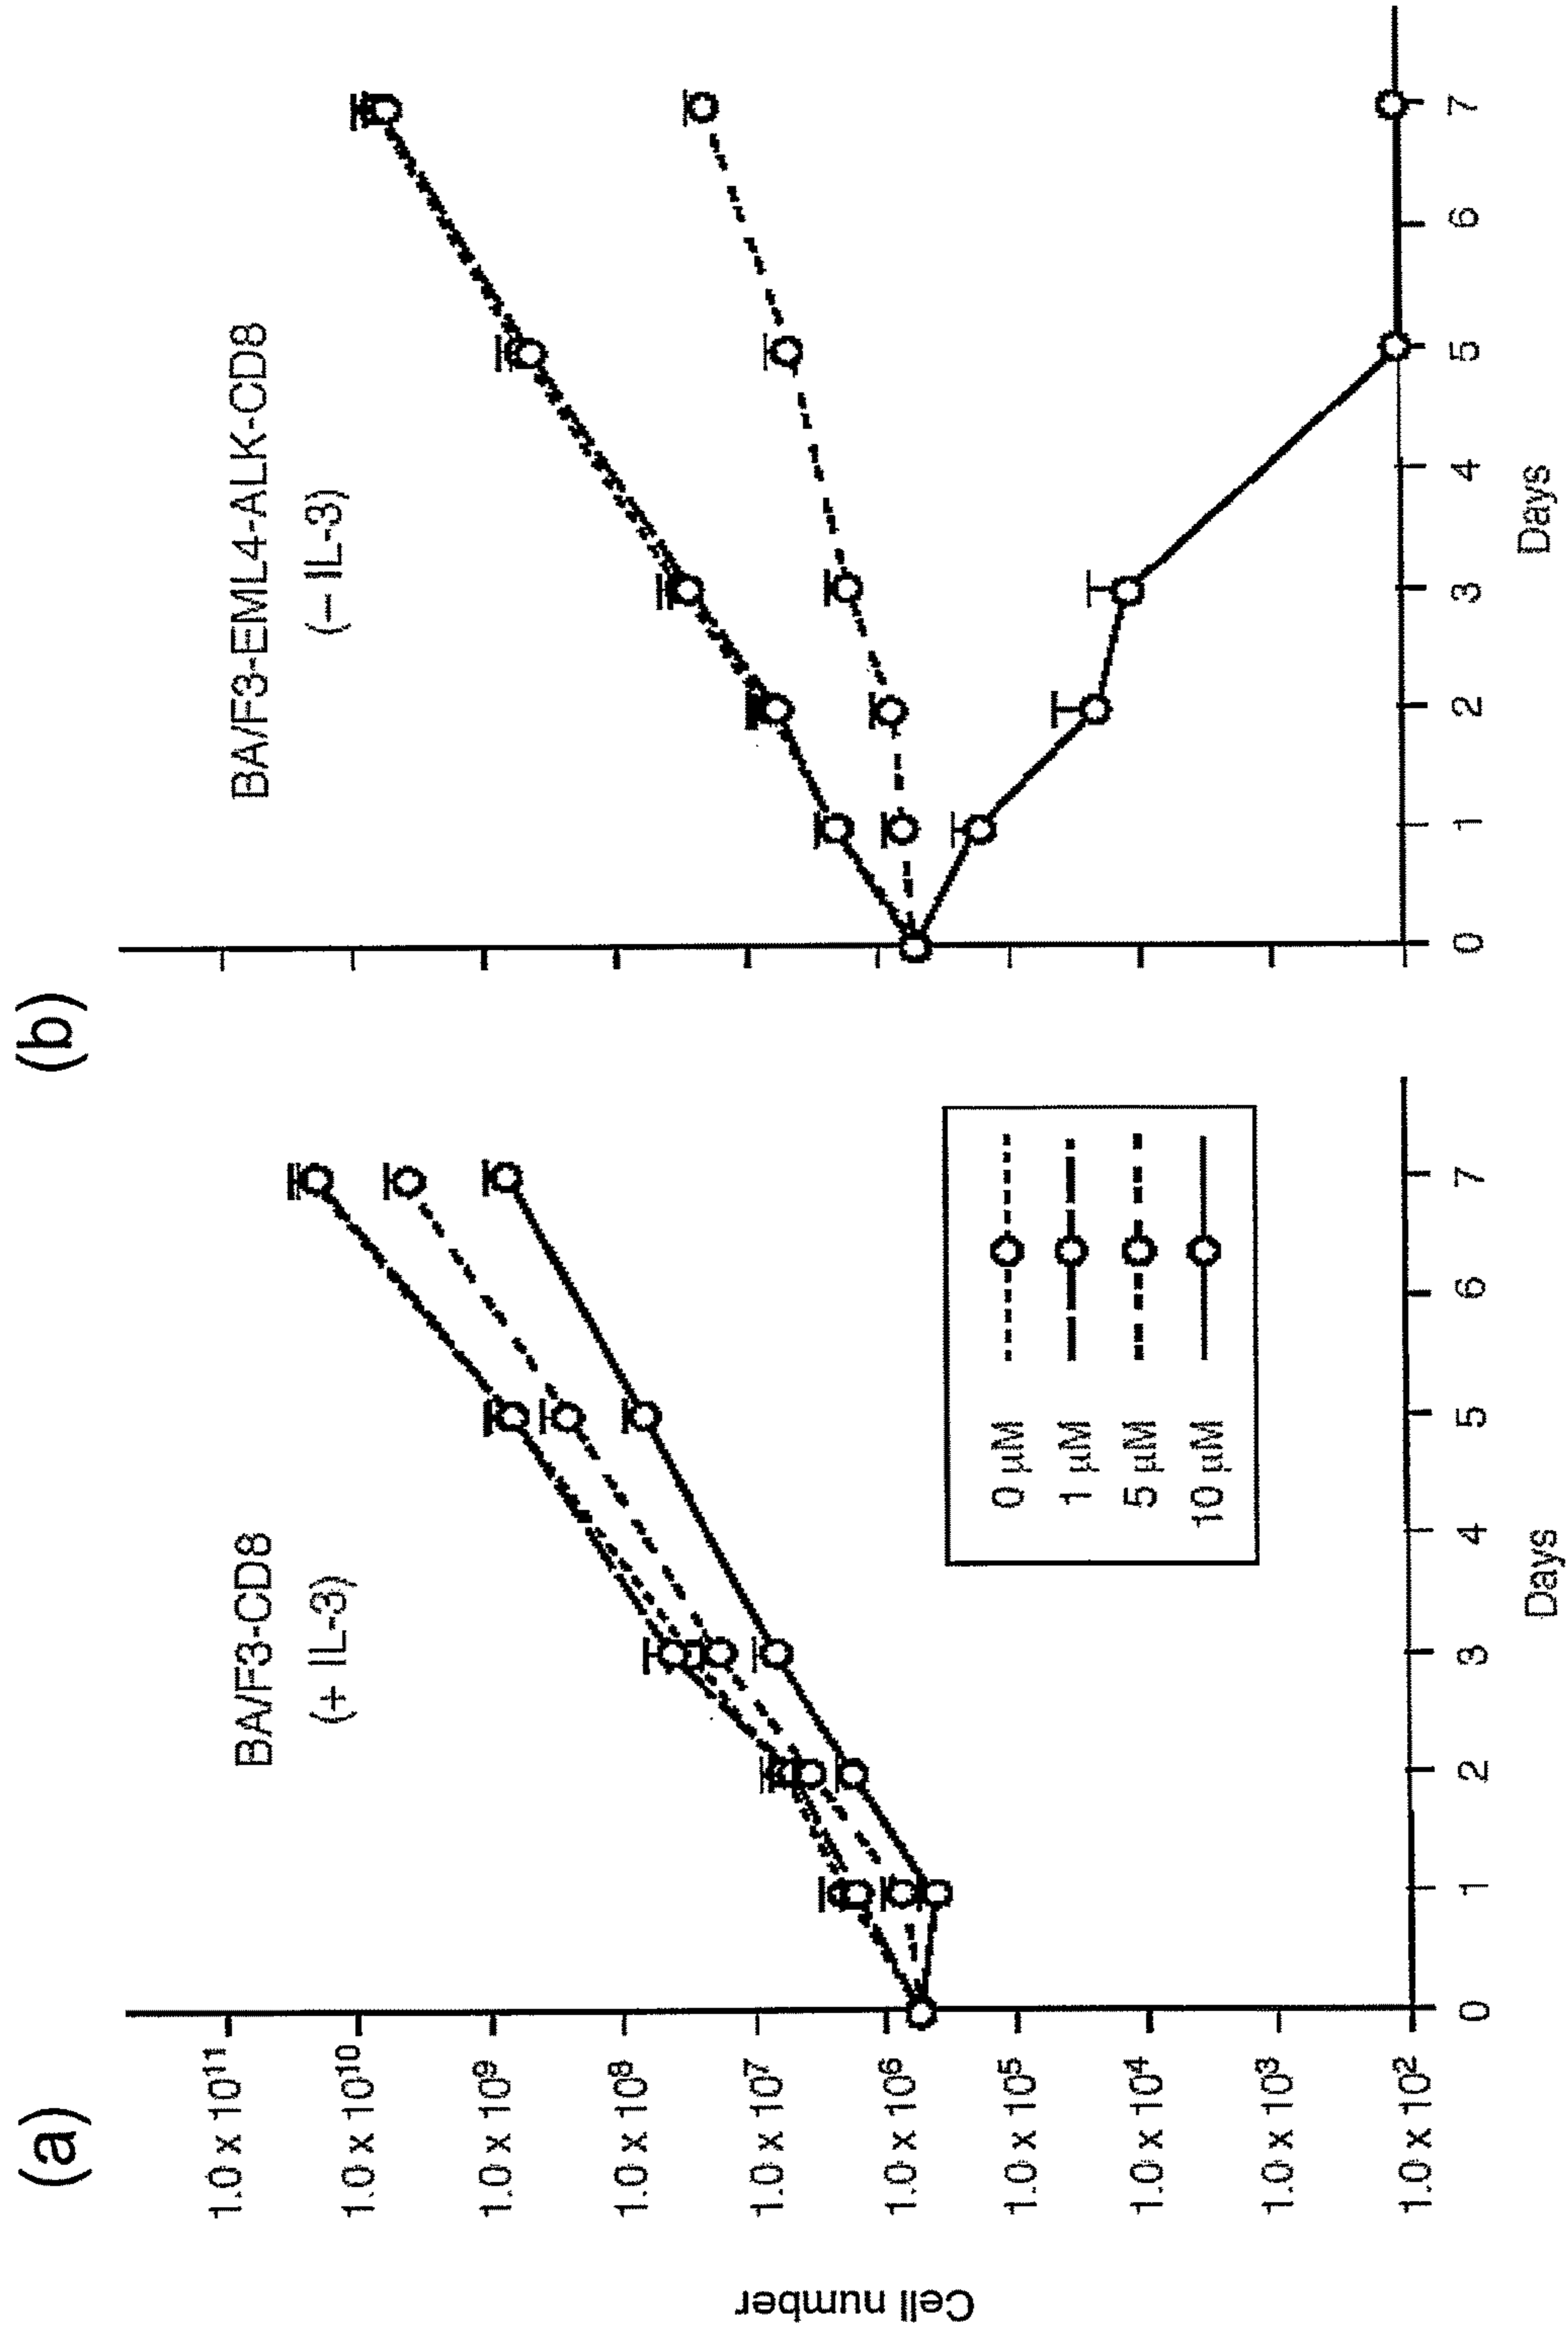 (a)
BA/F3-CD8
(+ IL-3)
Cell number
1.0 x 10¹¹
1.0 x 10¹⁰
1.0 x 10⁹
1.0 x 10⁸
1.0 x 10⁷
1.0 x 10⁶
1.0 x 10⁵
1.0 x 10⁴
1.0 x 10³
1.0 x 10²
0 µM
1 µM
5 µM
10 µM
0 1 2 3 4 5 6 7
Days
(b)
BA/F3-EML4-ALK-CD8
(– IL-3)
0 1 2 3 4 5 6 7
Days